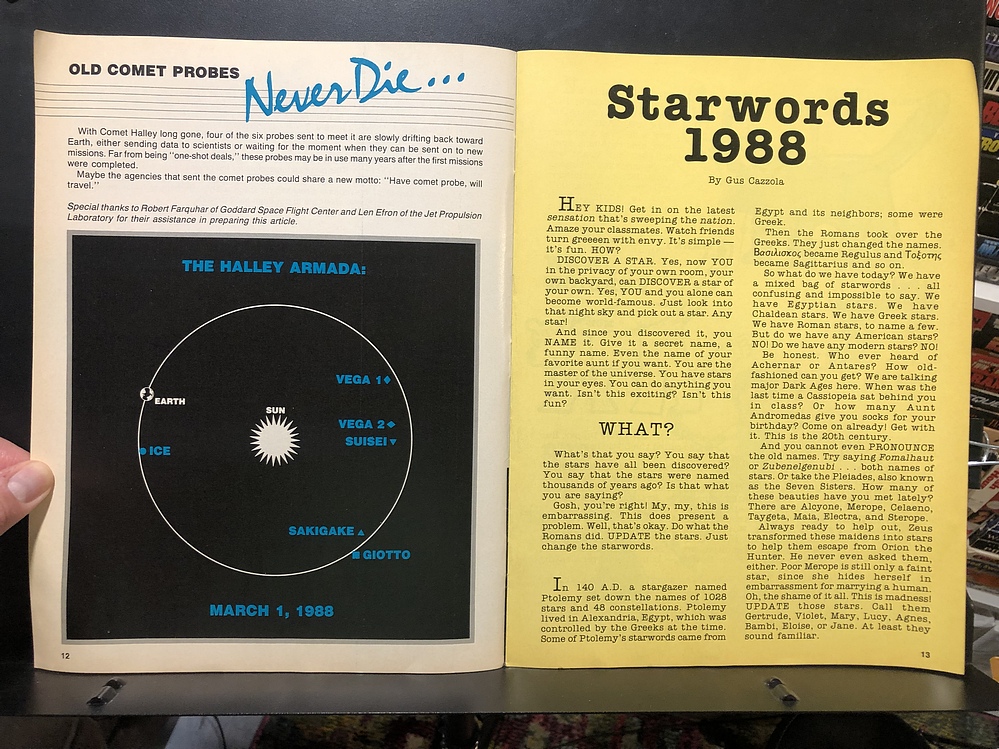 OLD COMET PROBES
Never Die...
With Comet Halley long gone, four of the six probes sent to meet it are slowly drifting back toward
Earth, either sending data to scientists or waiting for the moment when they can be sent on to new
missions. Far from being "one-shot deals," these probes may be in use many years after the first missions
were completed.
Maybe the agencies that sent the comet probes could share a new motto: "Have comet probe, will
travel."
Special thanks to Robert Farquhar of Goddard Space Flight Center and Len Efron of the Jet Propulsion
Laboratory for their assistance in preparing this article.
THE HALLEY ARMADA:
VEGA 1
EARTH
SUN
VEGA 2
SUISEI
ICE
SAKIGAKE
GIOTTO
MARCH 1, 1988
12
Starwords
1988
By Gus Cazzola
HEY KIDS! Get in on the latest
sensation that's sweeping the nation.
Amaze your classmates. Watch friends
turn greeeen with envy. It's simple —
it's fun. HOW?
DISCOVER A STAR. Yes, now YOU
in the privacy of your own room, your
own backyard, can DISCOVER a star of
your own. Yes, YOU and you alone can
become world-famous. Just look into
that night sky and pick out a star. Any
star!
And since you discovered it, you
NAME it. Give it a secret name, a
funny name. Even the name of your
favorite aunt if you want. You are the
master of the universe. You have stars
in your eyes. You can do anything you
want. Isn't this exciting? Isn't this
fun?
WHAT?
What's that you say? You say that
the stars have all been discovered?
You say that the stars were named
thousands of years ago? Is that what
you are saying?
Gosh, you're right! My, my, this is
embarrassing. This does present a
problem. Well, that's okay. Do what the
Romans did. UPDATE the stars. Just
change the starwords.
In 140 A.D. a stargazer named
Ptolemy set down the names of 1028
stars and 48 constellations. Ptolemy
lived in Alexandria, Egypt, which was
controlled by the Greeks at the time.
Some of Ptolemy's starwords came from
Egypt and its neighbors; some were
Greek.
Then the Romans took over the
Greeks. They just changed the names.
Βασιλισκος became Regulus and Τοξοτης
became Sagittarius and so on.
So what do we have today? We have
a mixed bag of starwords . . . all
confusing and impossible to say. We
have Egyptian stars. We have
Chaldean stars. We have Greek stars.
We have Roman stars, to name a few.
But do we have any American stars?
NO! Do we have any modern stars? NO!
Be honest. Who ever heard of
Achernar or Antares? How old-
fashioned can you get? We are talking
major Dark Ages here. When was the
last time a Cassiopeia sat behind you
in class? Or how many Aunt
Andromedas give you socks for your
birthday? Come on already! Get with
it. This is the 20th century.
And you cannot even PRONOUNCE
the old names. Try saying Fomalhaut
or Zubenelgenubi . . . both names of
stars. Or take the Pleiades, also known
as the Seven Sisters. How many of
these beauties have you met lately?
There are Alcyone, Merope, Celaeno,
Taygeta, Maia, Electra, and Sterope.
Always ready to help out, Zeus
transformed these maidens into stars
to help them escape from Orion the
Hunter. He never even asked them,
either. Poor Merope is still only a faint
star, since she hides herself in
embarrassment for marrying a human.
Oh, the shame of it all. This is madness!
UPDATE those stars. Call them
Gertrude, Violet, Mary, Lucy, Agnes,
Bambi, Eloise, or Jane. At least they
sound familiar.
13